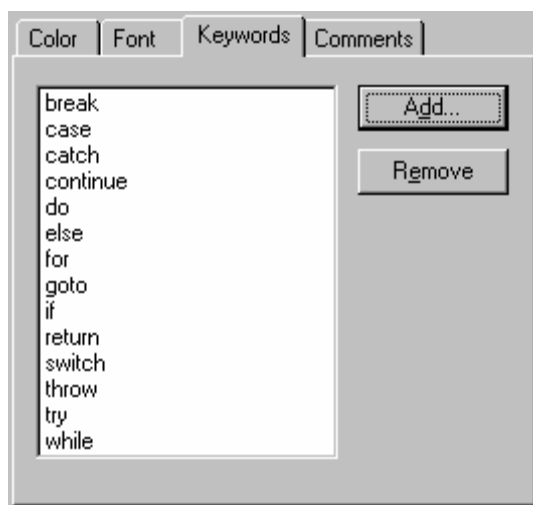 Color Font Keywords Comments
break
case
catch
continue
do
else
for
goto
if
return
switch
throw
try
while
Add...
Remove